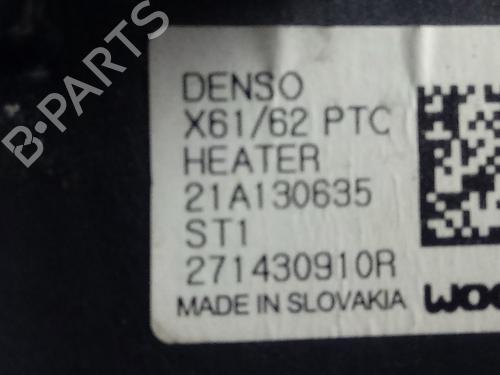 B-PARTS
DENSO
X61/62 PTC
HEATER
21A130635
ST1
271430910R
MADE IN SLOVAKIA